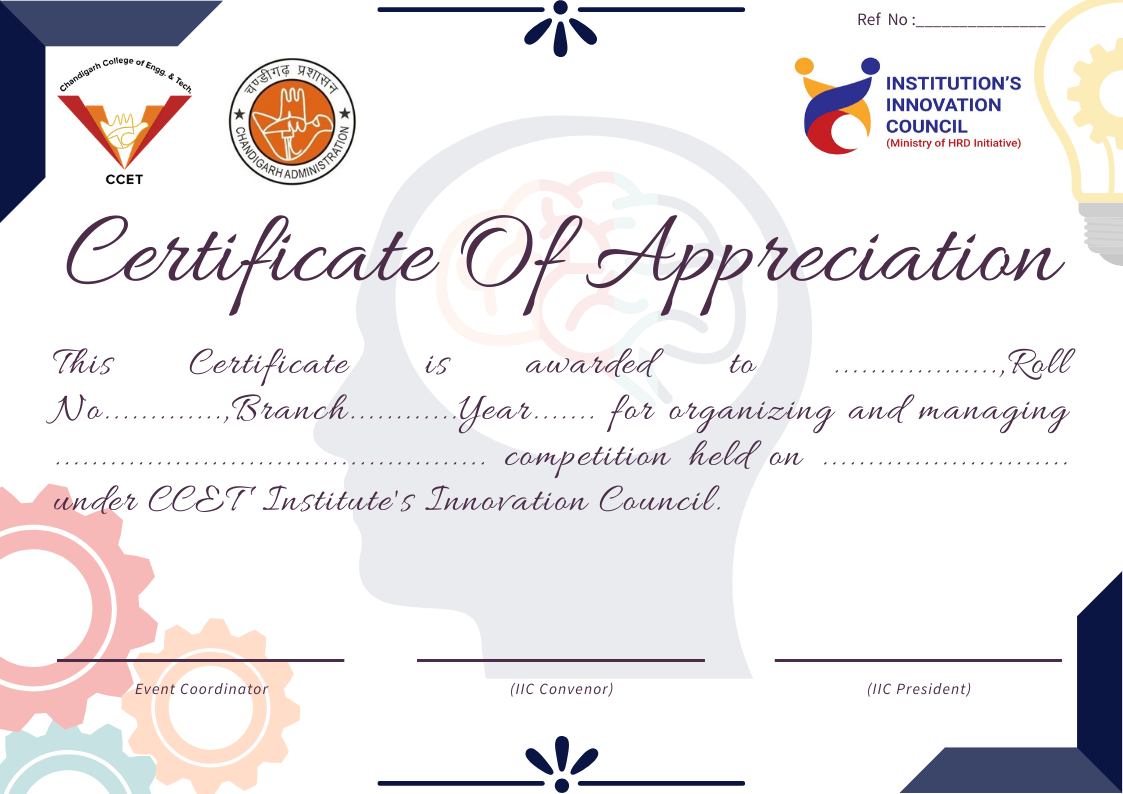 Ref No :_______________
Chandigarh College of Engg. & Tech.
CCET
चण्डीगढ़ प्रशासन
CHANDIGARH ADMINISTRATION
INSTITUTION'S
INNOVATION
COUNCIL
(Ministry of HRD Initiative)
Certificate Of Appreciation
This Certificate is awarded to ..................,Roll
No.............,Branch............Year....... for organizing and managing
............................................... competition held on ...........................
under CCET Institute's Innovation Council.
Event Coordinator
(IIC Convenor)
(IIC President)